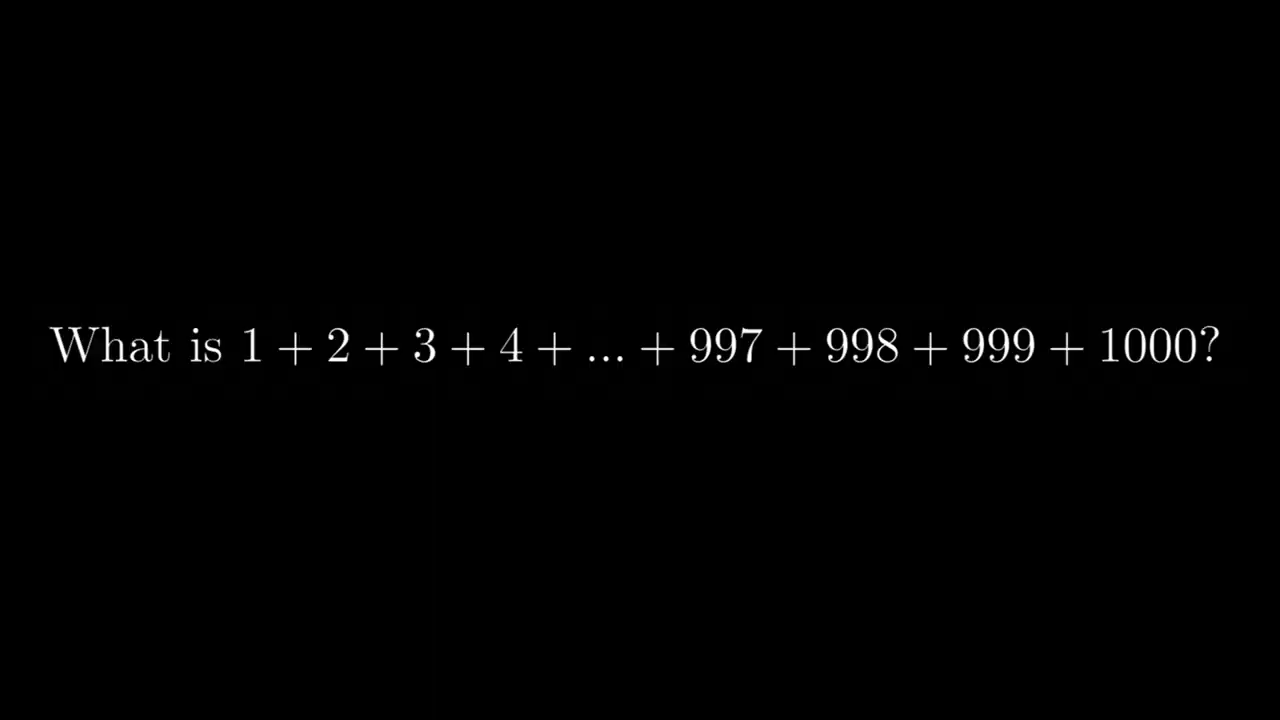 What is 1 + 2 + 3 + 4 + ... + 997 + 998 + 999 + 1000?